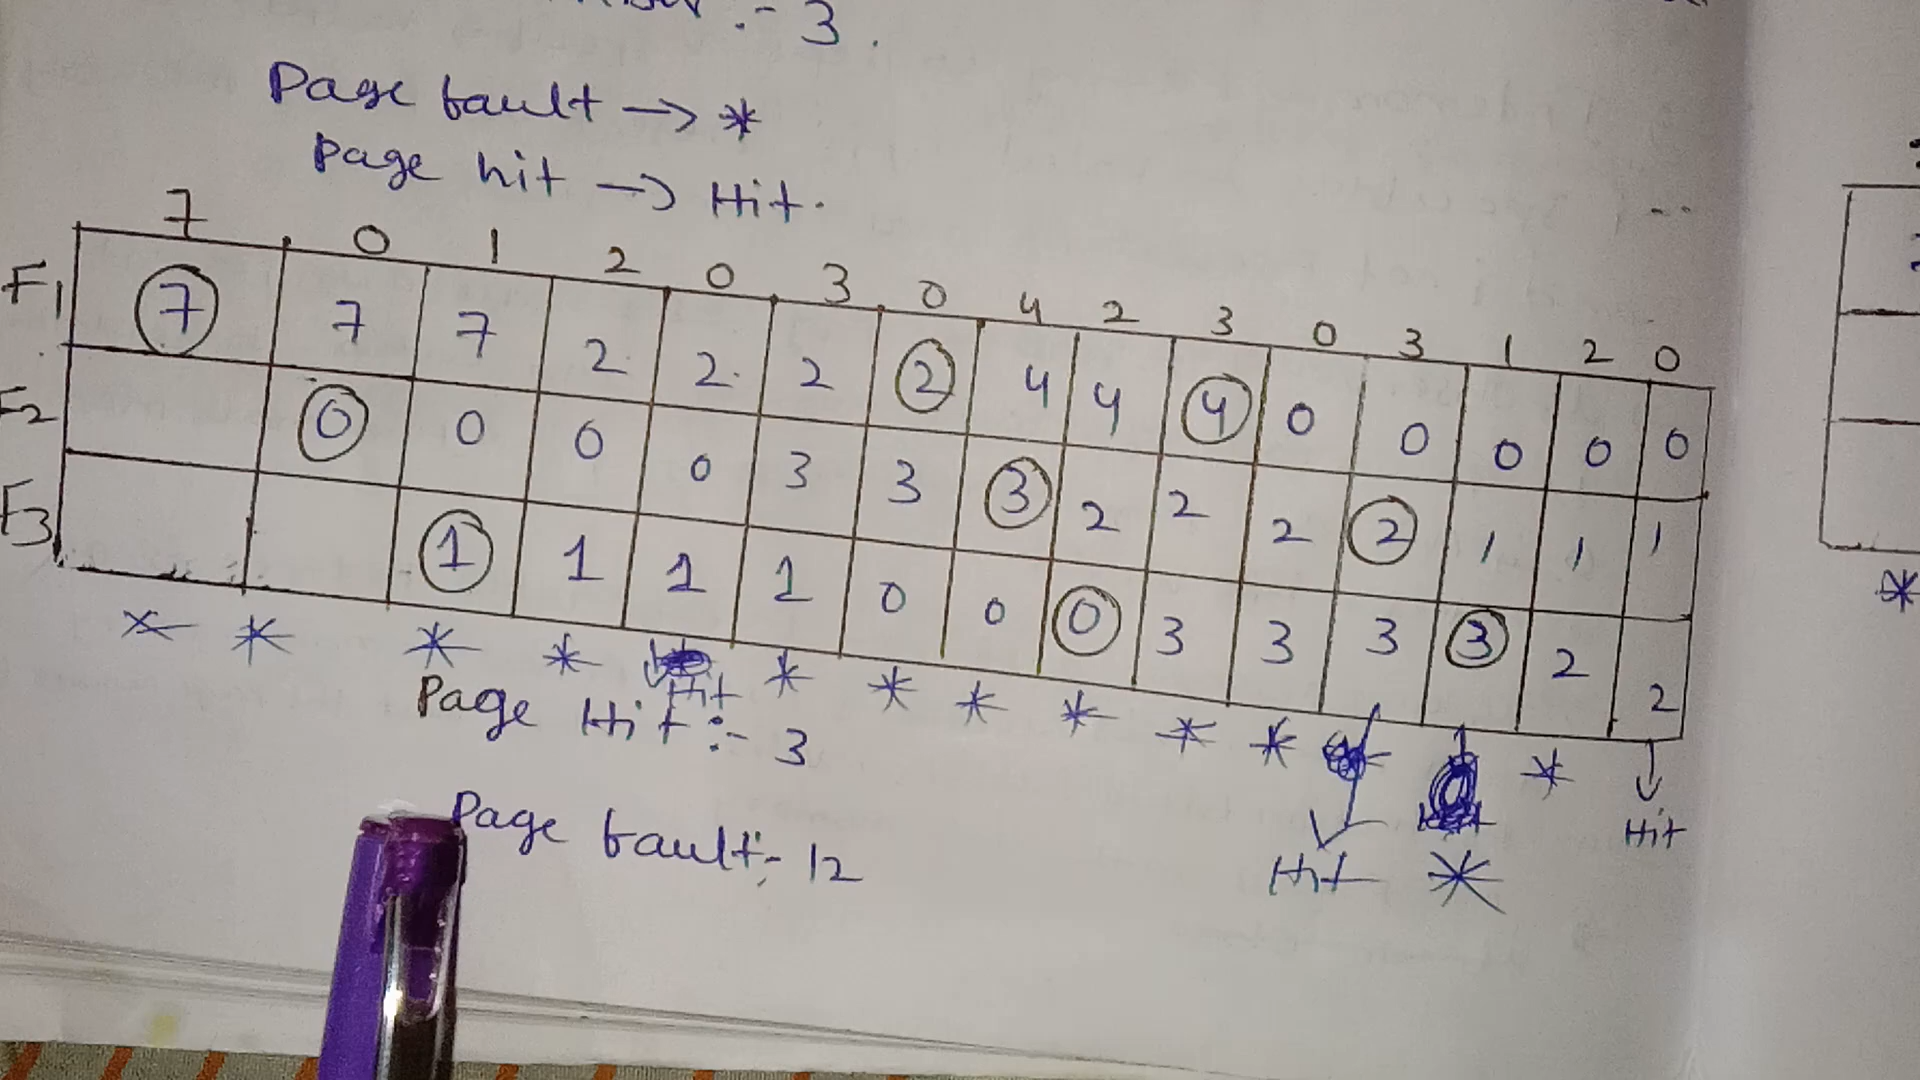 :- 3.
Page fault → *
Page hit → Hit.
7 0 1 2 0 3 0 4 2 3 0 3 1 2 0
F1 7 7 7 2 2 2 2 4 4 4 0 0 0 0 0
F2 0 0 0 0 3 3 3 2 2 2 2 1 1 1
F3 1 1 1 1 0 0 0 3 3 3 3 2 2
* * * * Hit * * * * * * Hit * * Hit
Page Hit :- 3
Page fault :- 12
*